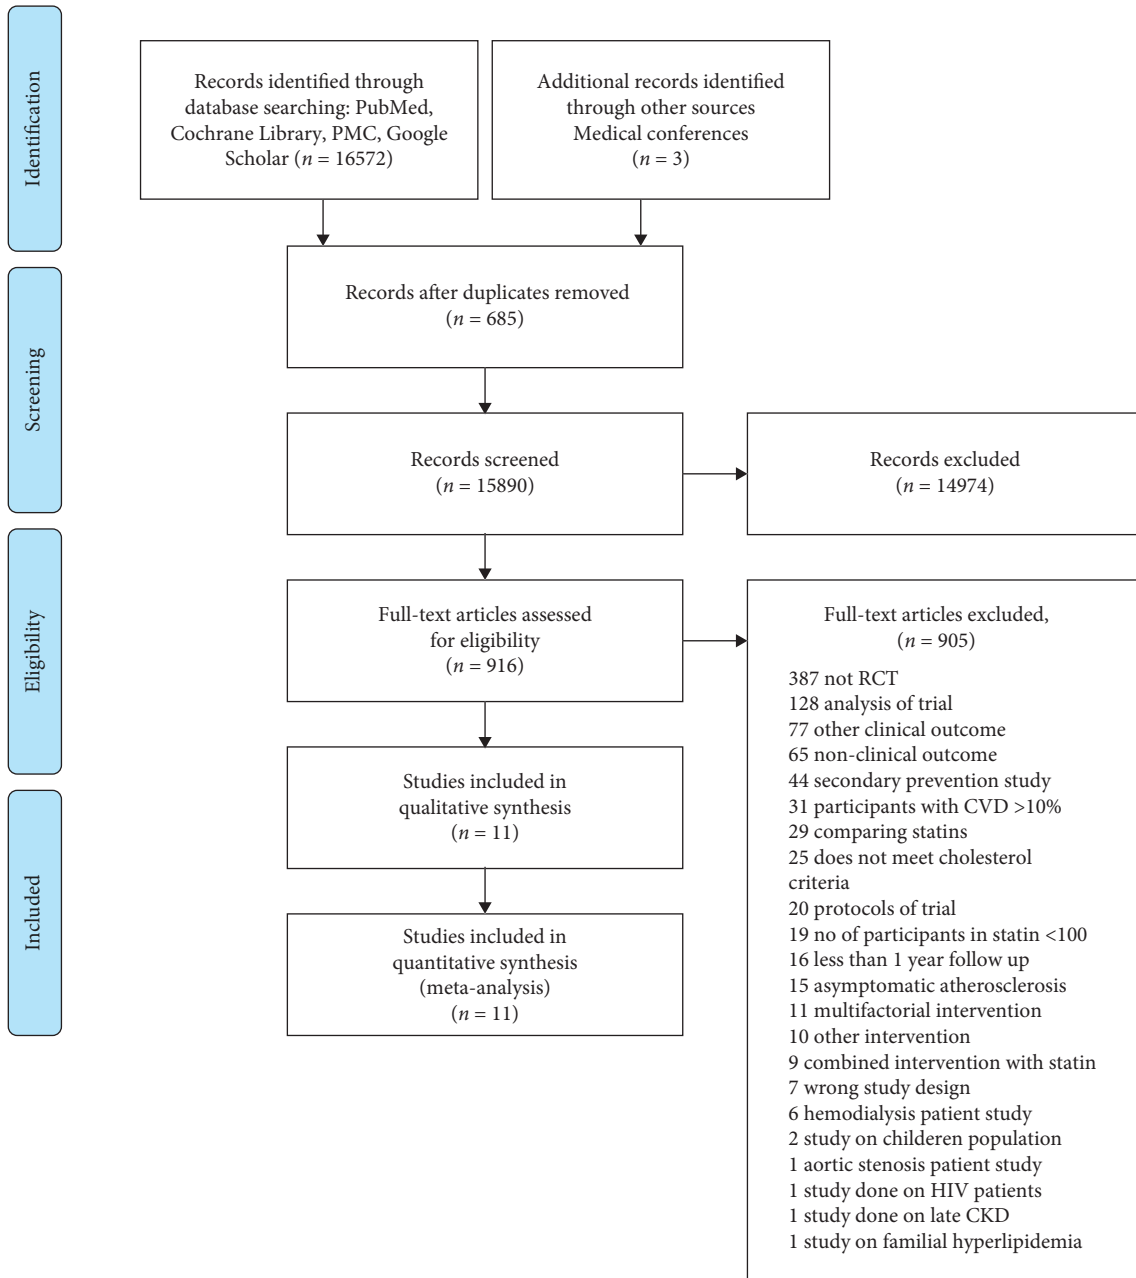 Identification
Records identified through
database searching: PubMed,
Cochrane Library, PMC, Google
Scholar (n = 16572)
Additional records identified
through other sources
Medical conferences
(n = 3)
Records after duplicates removed
(n = 685)
Screening
Records screened
(n = 15890)
Records excluded
(n = 14974)
Eligibility
Full-text articles assessed
for eligibility
(n = 916)
Full-text articles excluded,
(n = 905)
387 not RCT
128 analysis of trial
77 other clinical outcome
65 non-clinical outcome
44 secondary prevention study
31 participants with CVD >10%
29 comparing statins
25 does not meet cholesterol
criteria
20 protocols of trial
19 no of participants in statin <100
16 less than 1 year follow up
15 asymptomatic atherosclerosis
11 multifactorial intervention
10 other intervention
9 combined intervention with statin
7 wrong study design
6 hemodialysis patient study
2 study on childeren population
1 aortic stenosis patient study
1 study done on HIV patients
1 study done on late CKD
1 study on familial hyperlipidemia
Studies included in
qualitative synthesis
(n = 11)
Included
Studies included in
quantitative synthesis
(meta-analysis)
(n = 11)